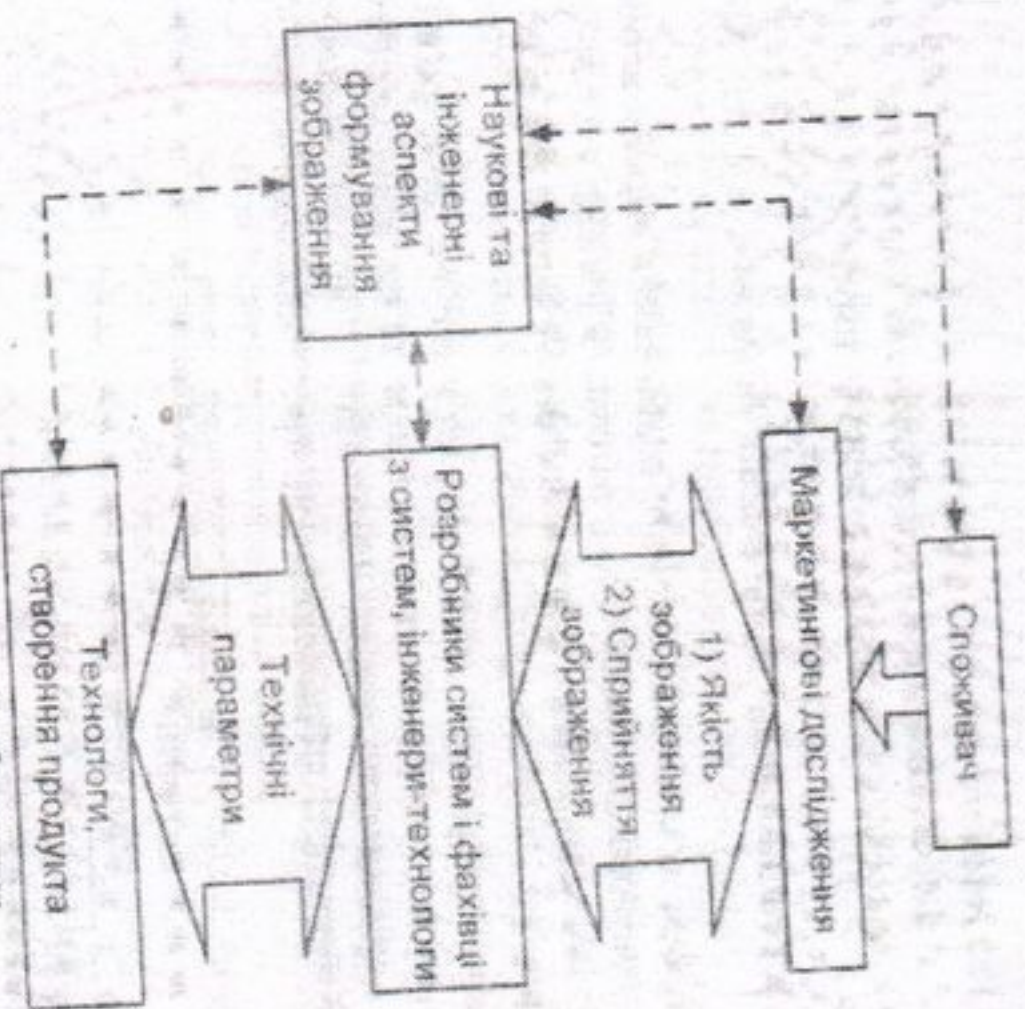 Споживач
Маркетингові дослідження
1) Якість
зображення
2) Сприйняття
зображення
Розробники систем і фахівці
з систем, інженери-технологи
Технічні
параметри
Технологи,
створення продукта
Наукові та
інженерні
аспекти
формування
зображення